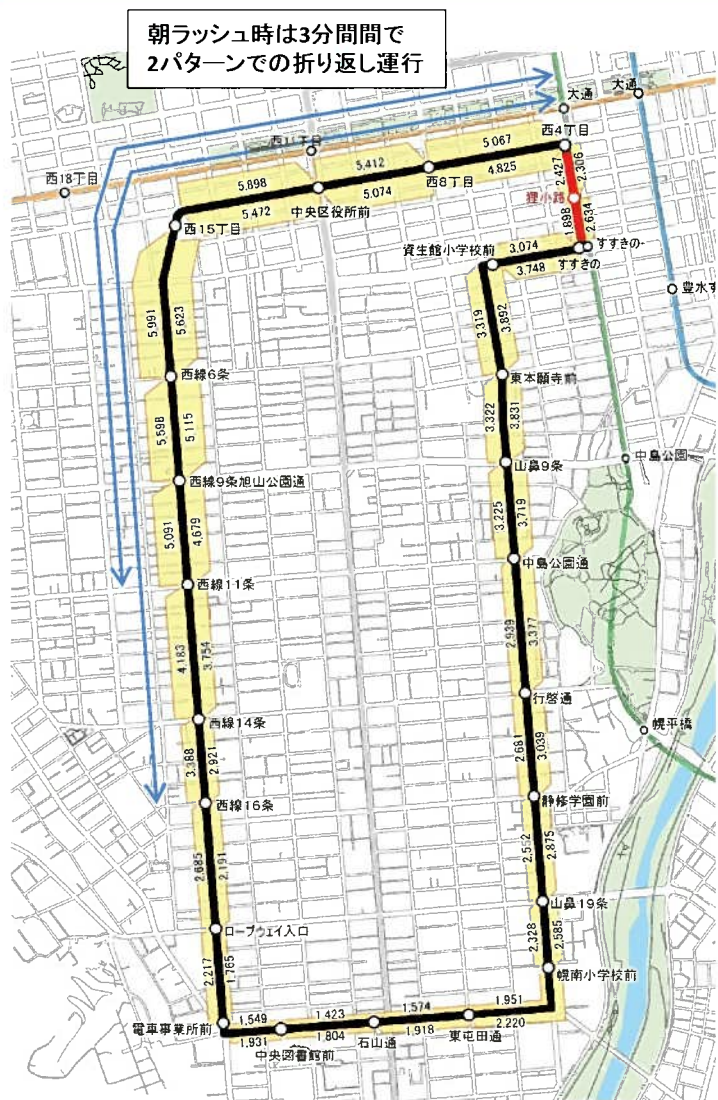 朝ラッシュ時は3分間間で
2パターンでの折り返し運行
大通
大通
西4丁目
西11丁目
5.067
5.412
4.825
2.427
2.306
西18丁目
西8丁目
5.898
5.074
狸小路
中央区役所前
5.472
1.898
2.634
西15丁目
すすきの
資生館小学校前
3.074
すすきの
3.748
豊水す
5.991
5.623
3.319
3.892
西線6条
東本願寺前
5.598
5.115
3.322
3.831
中島公園
山鼻9条
西線9条旭山公園通
5.091
4.679
3.225
3.719
中島公園通
西線11条
4.183
3.754
2.939
3.377
行啓通
西線14条
幌平橋
3.388
2.921
2.681
3.039
西線16条
静修学園前
2.685
2.191
2.552
2.875
山鼻19条
ロープウェイ入口
2.328
2.585
2.217
1.765
幌南小学校前
1.951
1.574
1.423
1.549
電車事業所前
2.220
1.918
1.804
1.931
東屯田通
石山通
中央図書館前